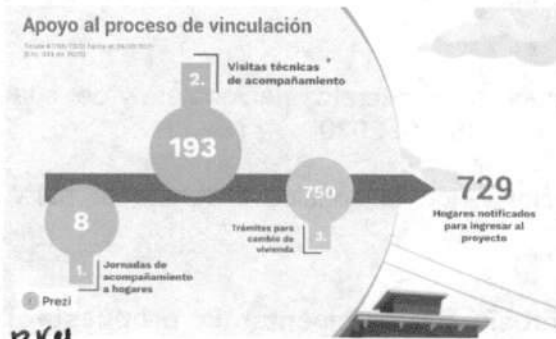 Apoyo al proceso de vinculación
2.
Visitas técnicas *
de acompañamiento
193
8
750
729
Hogares notificados
para ingresar al
proyecto
Trámites para
cambio de
vivienda
3.
1.
Jornadas de
acompañamiento
a hogares
Prezi